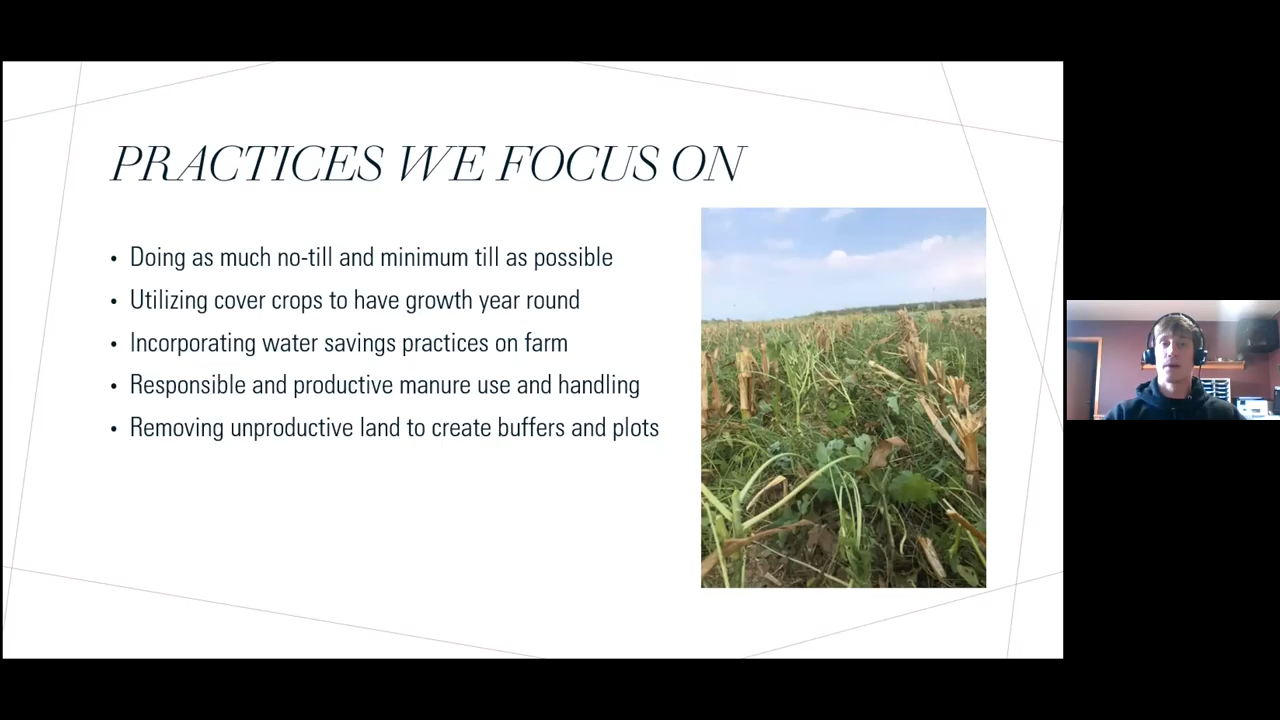 PRACTICES WE FOCUS ON
• Doing as much no-till and minimum till as possible
• Utilizing cover crops to have growth year round
• Incorporating water savings practices on farm
• Responsible and productive manure use and handling
• Removing unproductive land to create buffers and plots